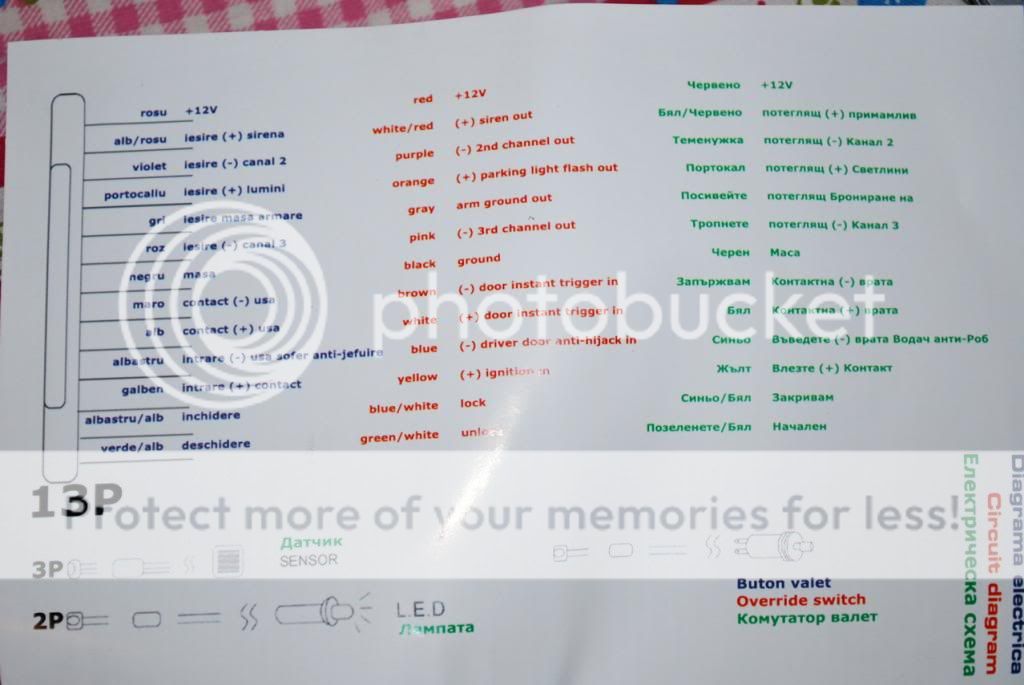 rosu +12V
alb/rosu iesire (+) sirena
violet iesire (-) canal 2
portocaliu iesire (+) lumini
gri iesire masa armare
roz iesire (-) canal 3
negru masa
maro contact (-) usa
alb contact (+) usa
albastru intrare (-) usa sofer anti-jefuire
galben intrare (+) contact
albastru/alb inchidere
verde/alb deschidere
red +12V
white/red (+) siren out
purple (-) 2nd channel out
orange (+) parking light flash out
gray arm ground out
pink (-) 3rd channel out
black ground
brown (-) door instant trigger in
white (+) door instant trigger in
blue (-) driver door anti-hijack in
yellow (+) ignition in
blue/white lock
green/white unlock
Червено +12V
Бял/Червено потеглящ (+) примамлив
Теменужка потеглящ (-) Канал 2
Портокал потеглящ (+) Светлини
Посивейте потеглящ Брониране на
Тропнете потеглящ (-) Канал 3
Черен Маса
Запържвам Контактна (-) врата
Бял Контактна (+) врата
Синьо Въведете (-) врата Водач анти-Роб
Жълт Влезте (+) Контакт
Синьо/Бял Закривам
Позеленете/Бял Начален
photobucket
Protect more of your memories for less!
13P
3P
Датчик
SENSOR
2P
L.E.D
Лампата
Buton valet
Override switch
Комутатор валет
Diagrama electrica
Circuit diagram
Електрическа схема